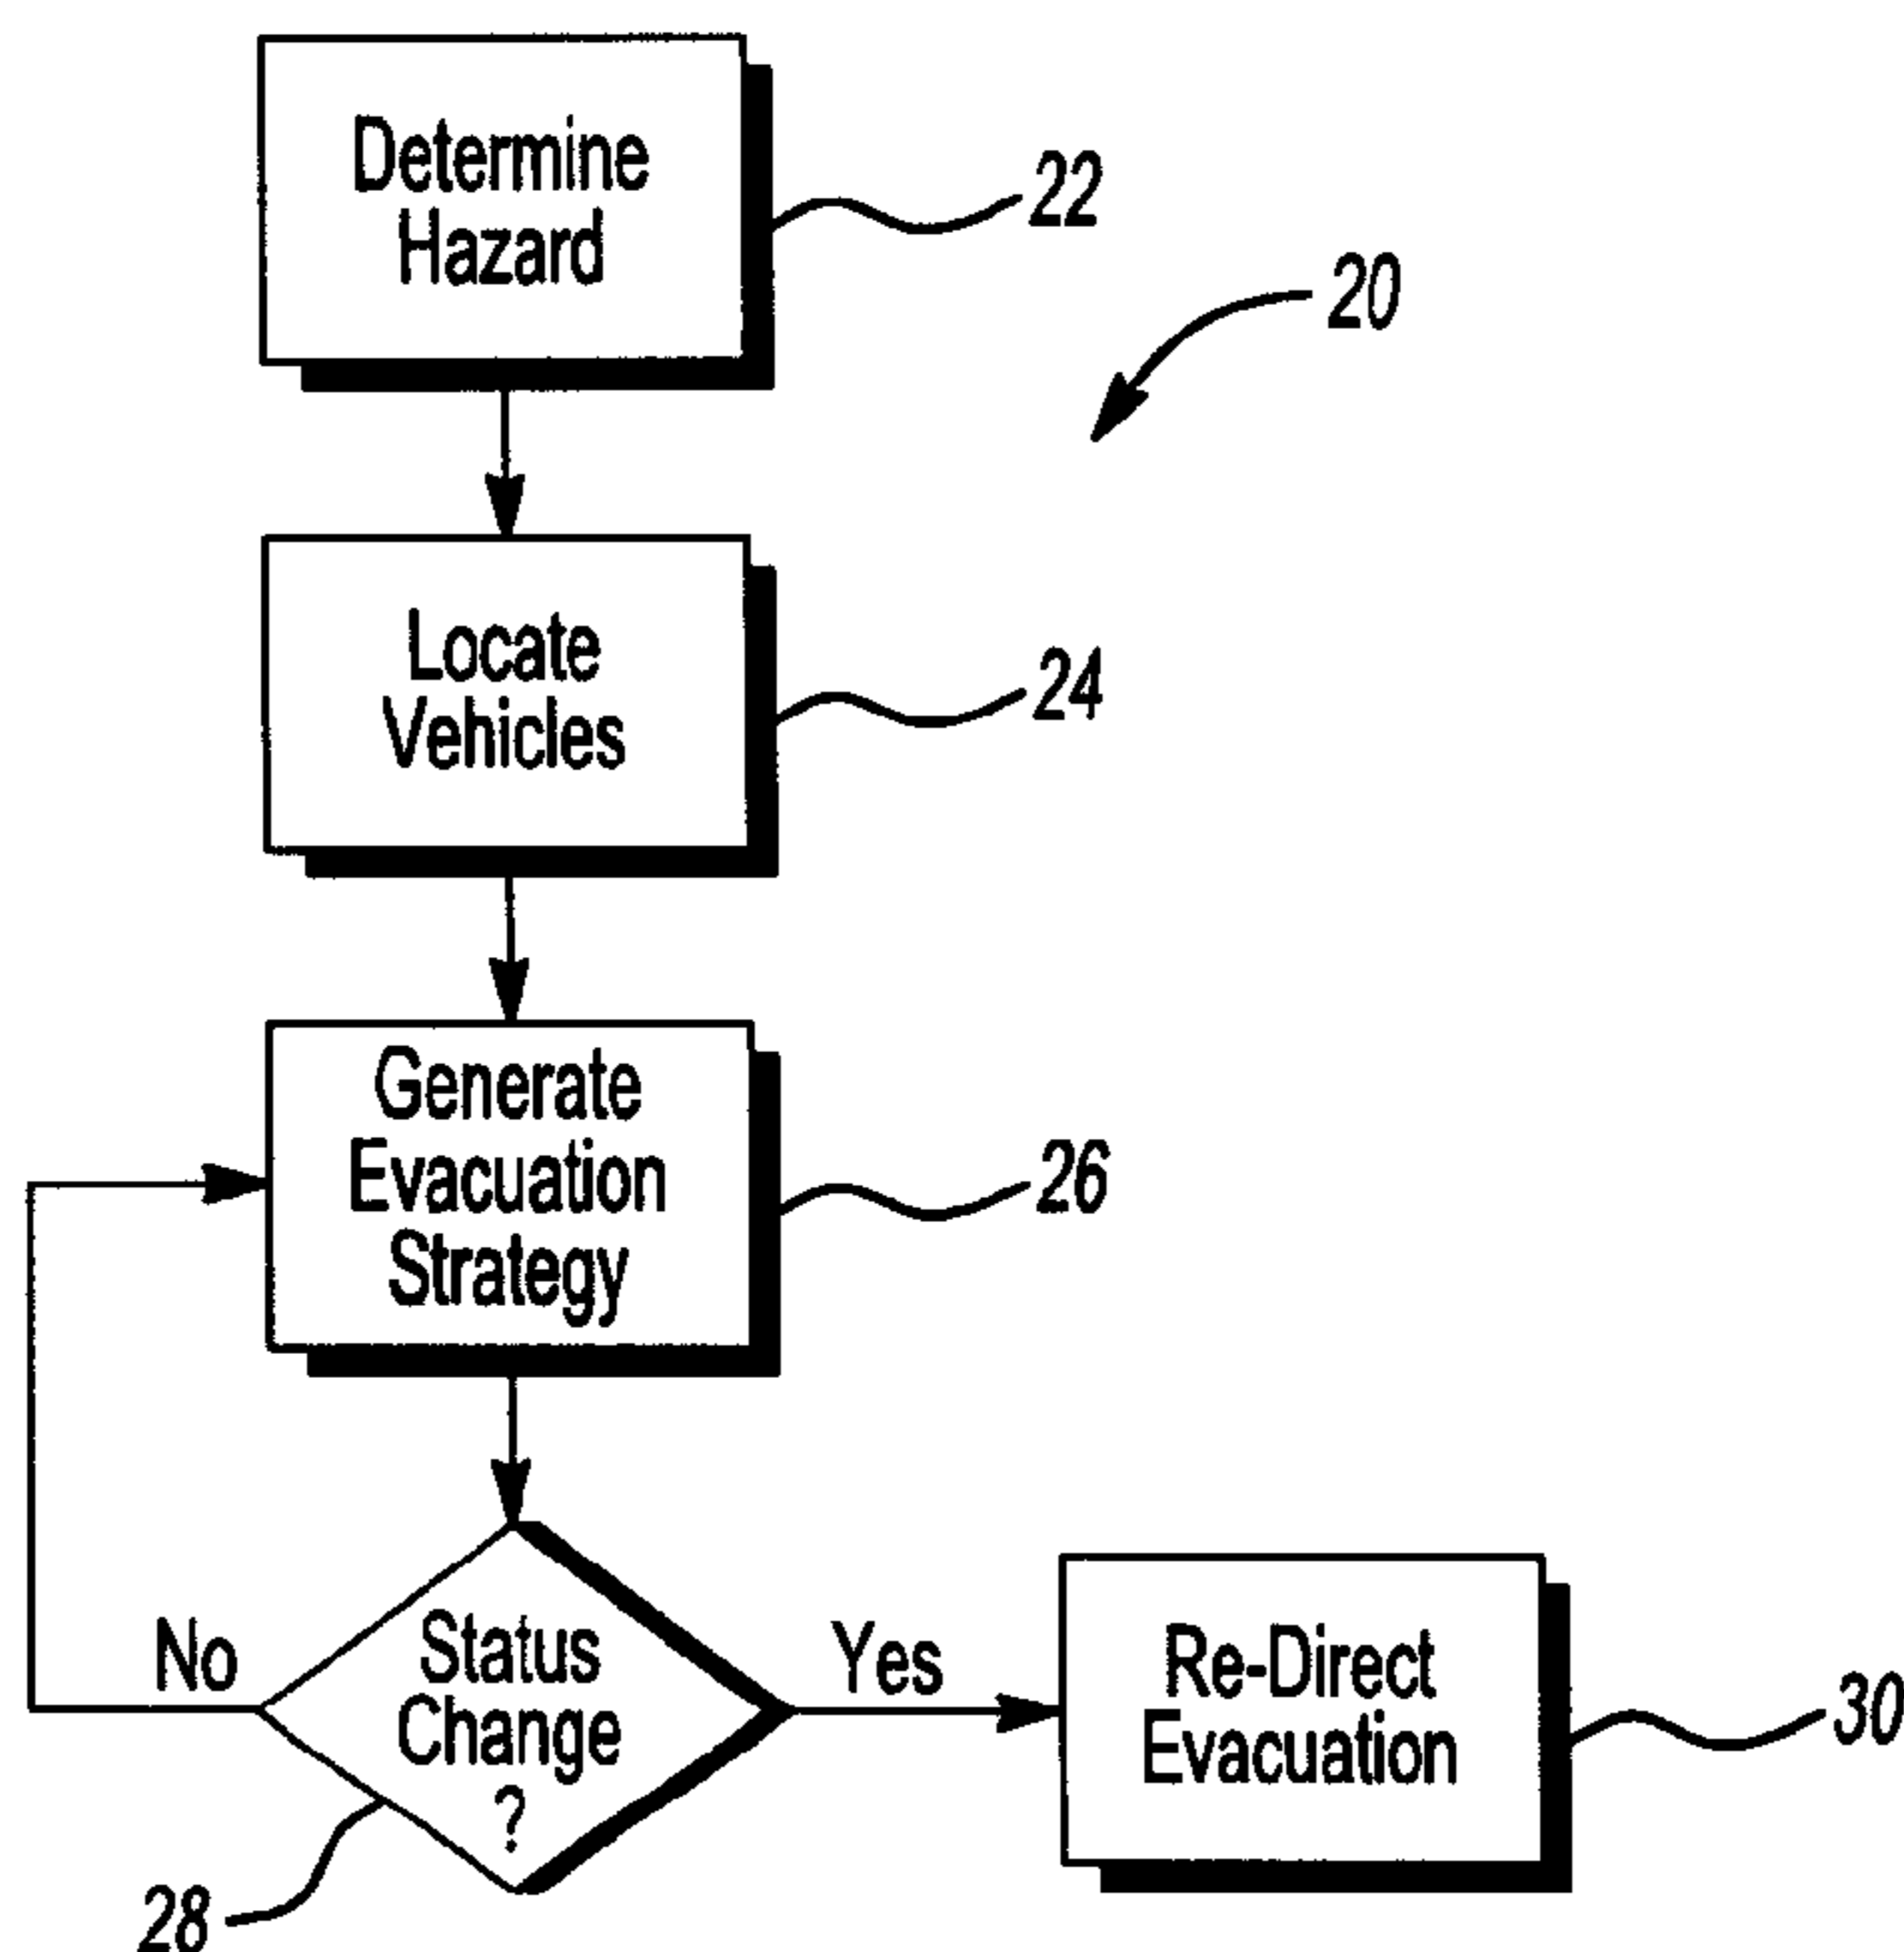 Determine
Hazard
22
20
Locate
Vehicles
24
Generate
Evacuation
Strategy
26
No
Status
Change
?
Yes
Re-Direct
Evacuation
30
28